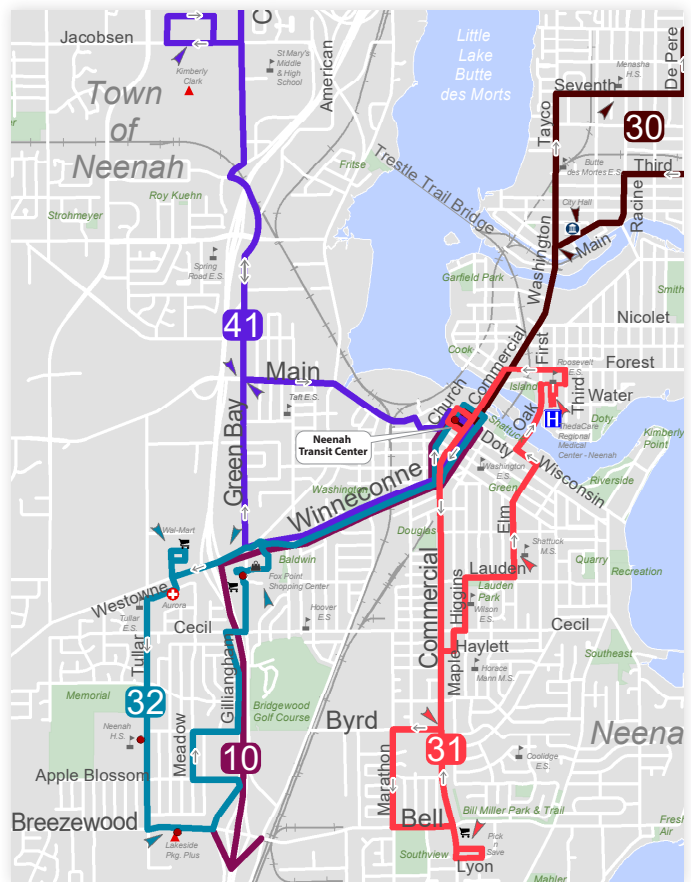 Jacobsen
C
Kimberly
Clark
St Mary's
Middle
& High
School
American
Little
Lake
Butte
des Morts
Menasha H.S.
De Pere
Seventh
Town
of
Neenah
Tayco
30
Fritse
Trestle Trail Bridge
Butte
des Mortes E.S.
Third
Roy Kuehn
Strohmeyer
City Hall
Racine
Main
Spring
Road E.S.
Washington
Garfield Park
Smith
41
Nicolet
Cook
Commercial
First
Roosevelt
E.S.
Forest
Main
Taft E.S.
Island
Third
Water
Church
Oak
H
Doty
Neenah
Transit Center
Shattuck
Doty
ThedaCare
Regional
Medical
Center - Neenah
Kimberly
Point
Green Bay
Winneconne
Washington
Washington
E.S.
Wisconsin
Green
Riverside
Wal-Mart
Baldwin
Douglas
Elm
Shattuck
M.S.
Fox Point
Shopping Center
Lauden
Quarry
Recreation
Westowne
Aurora
Tullar
E.S.
Hoover
E.S.
Commercial
Higgins
Lauden
Park
Wilson
E.S.
Cecil
Cecil
Tullar
Haylett
Maple
Horace
Mann M.S.
Southeast
Memorial
32
Gilliangham
Bridgewood
Golf Course
Byrd
Neena
Neenah
H.S.
Meadow
10
31
Coolidge
E.S.
Apple Blossom
Marathon
Breezewood
Bell
Bill Miller Park & Trail
Fresh
Air
Lakeside
Pkg. Plus
Pick
n
Save
Southview
Lyon
Mahler